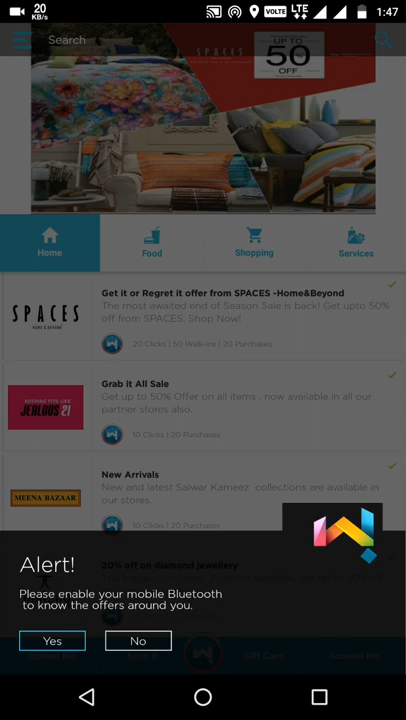 20
KB/s
VOLTE
LTE
1:47
Search
SPACES
UP TO
50
OFF
Home
Food
Shopping
Services
Get it or Regret it offer from SPACES -Home&Beyond
The most awaited end of Season Sale is back! Get upto 50%
off from SPACES. Shop Now!
SPACES
HOME & BEYOND
20 Clicks | 50 Walk-ins | 20 Purchases
Grab it All Sale
Get up to 50% Offer on all items , now available in all our
partner stores also.
NOTHING FITS LIKE
JEALOUS 21
10 Clicks | 20 Purchases
New Arrivals
New and latest Salwar Kameez collections are available in
our stores.
MEENA BAZAAR
10 Clicks | 20 Purchases
20% off on diamond jewellery
Alert!
Please enable your mobile Bluetooth
to know the offers around you.
Yes
No
Gift Card